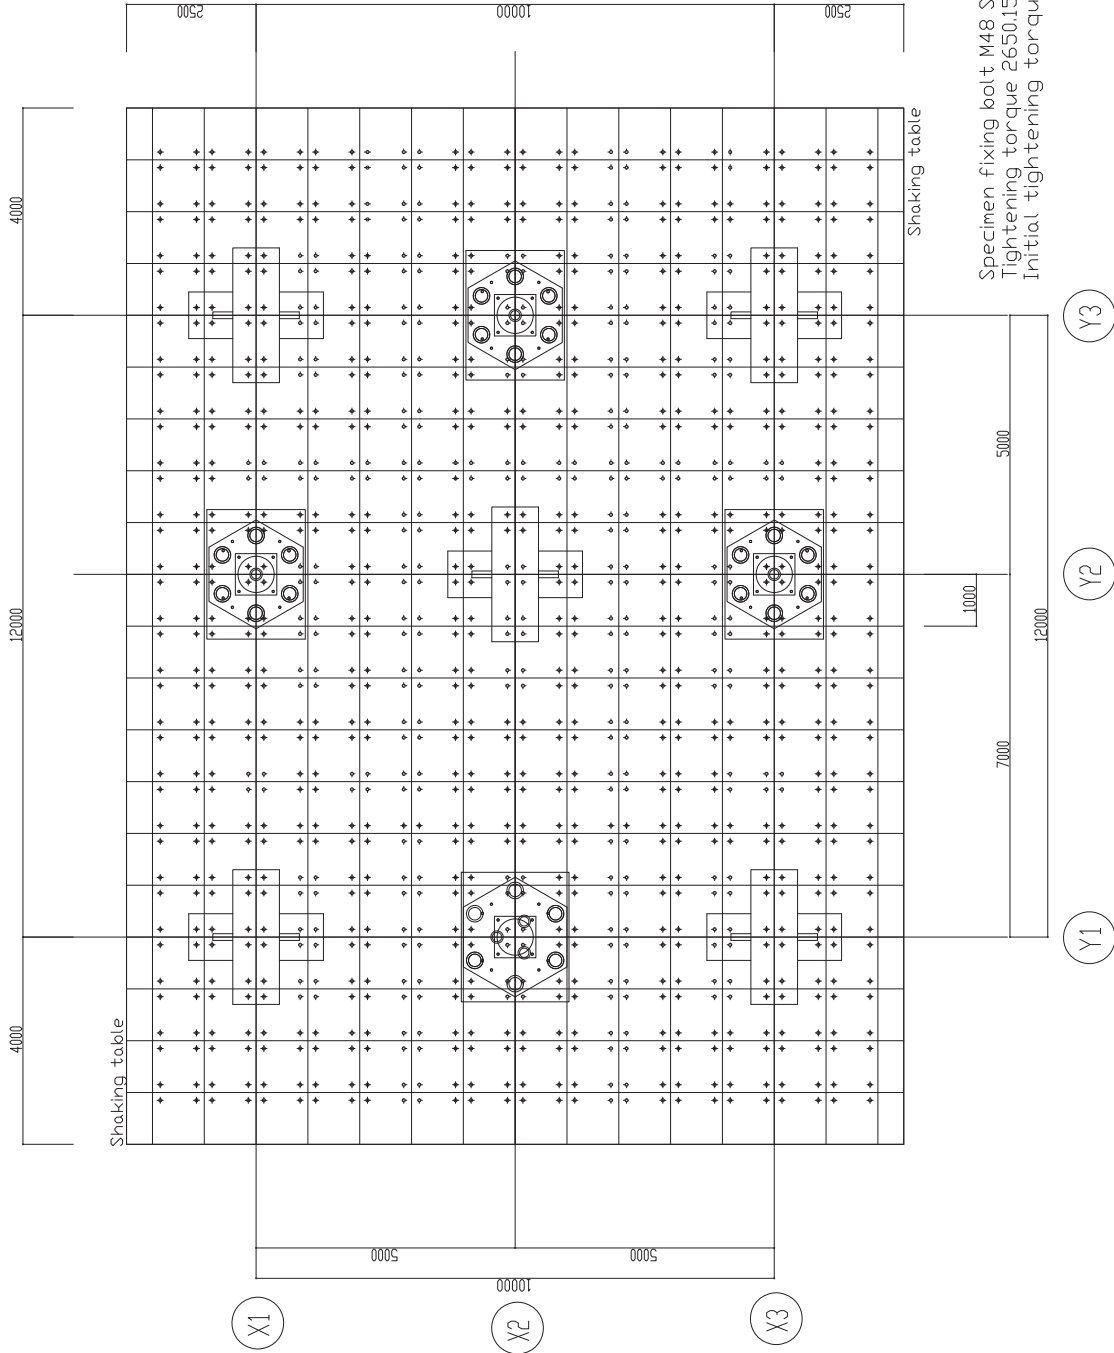 2500
10000
2500
4000
12000
4000
Shaking table
Shaking table
Specimen fixing bolt M48 S
Tightening torque 2650.15
Initial tightening torqu
5000
7000
1000
12000
Y3
Y2
Y1
5000
5000
10000
X1
X2
X3